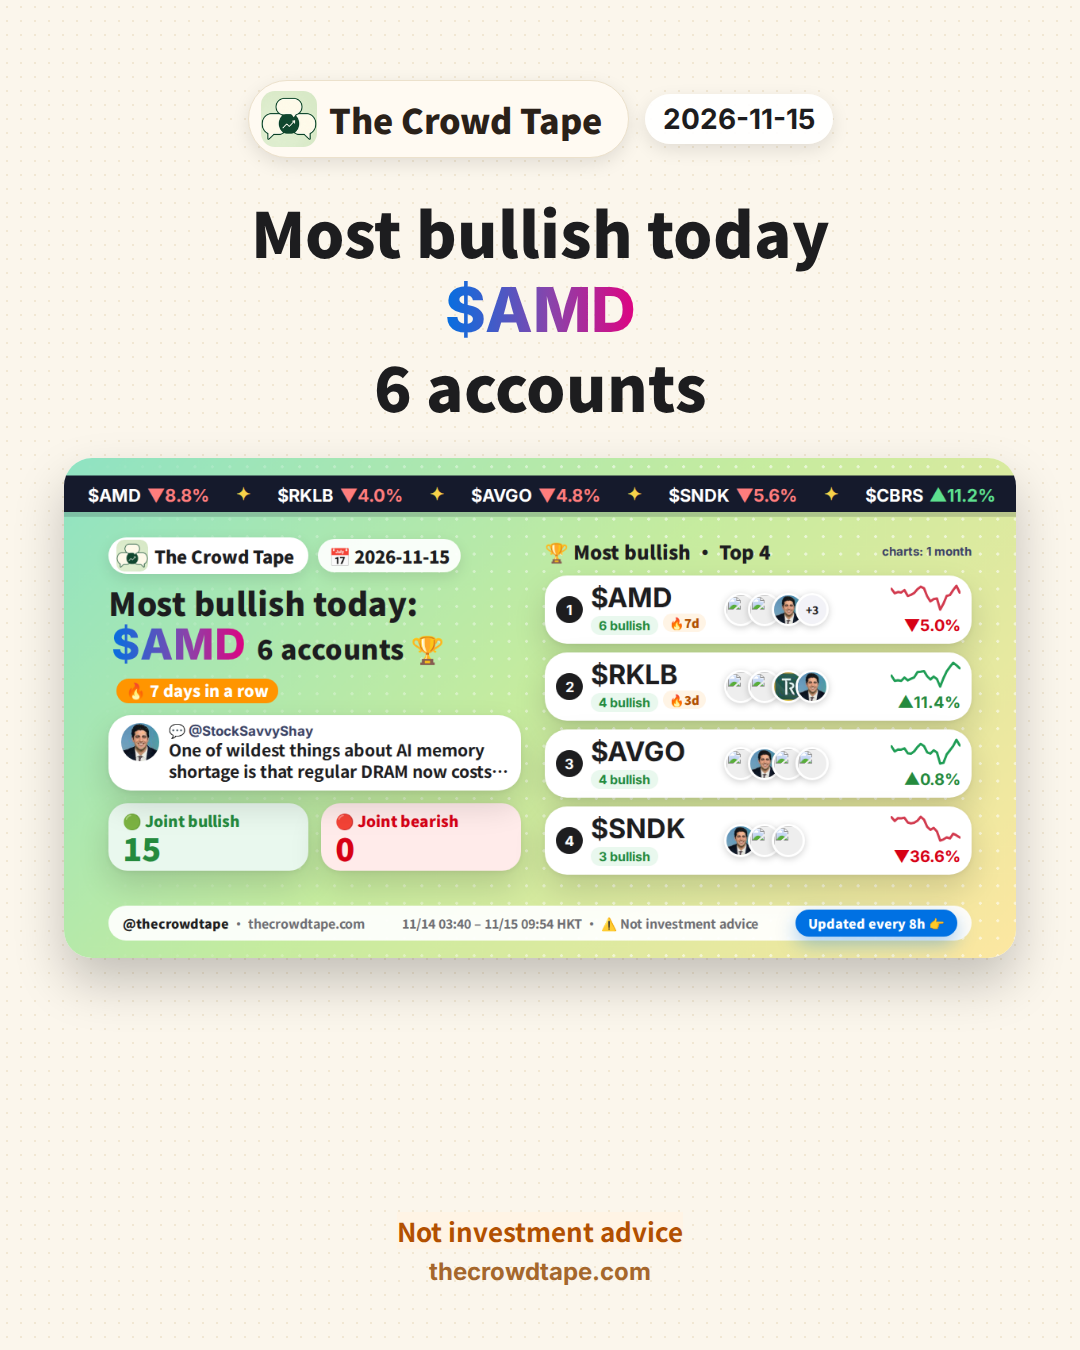 The Crowd Tape
2026-11-15
Most bullish today
$AMD
6 accounts
$AMD ▼8.8% ✦ $RKLB ▼4.0% ✦ $AVGO ▼4.8% ✦ $SNDK ▼5.6% ✦ $CBRS ▲11.2%
The Crowd Tape
📅 2026-11-15
Most bullish today:
$AMD 6 accounts 🏆
🔥 7 days in a row
💬 @StockSavvyShay
One of wildest things about AI memory
shortage is that regular DRAM now costs…
🟢 Joint bullish
15
🔴 Joint bearish
0
🏆 Most bullish • Top 4
charts: 1 month
1
$AMD
6 bullish
🔥7d
+3
▼5.0%
2
$RKLB
4 bullish
🔥3d
TR
▲11.4%
3
$AVGO
4 bullish
▲0.8%
4
$SNDK
3 bullish
▼36.6%
@thecrowdtape • thecrowdtape.com
11/14 03:40 – 11/15 09:54 HKT • ⚠️ Not investment advice
Updated every 8h 👉
Not investment advice
thecrowdtape.com